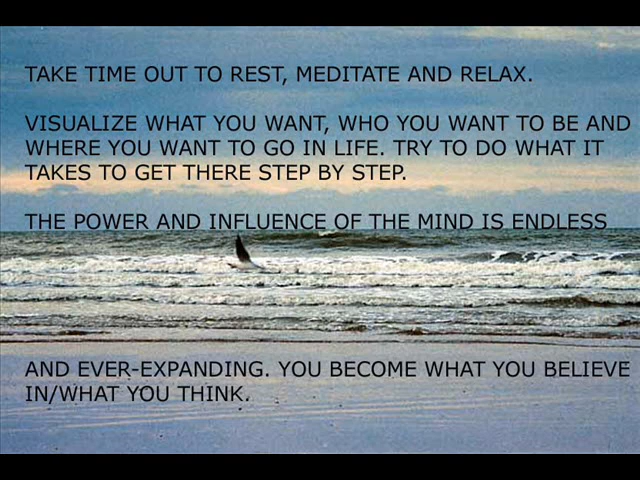 TAKE TIME OUT TO REST, MEDITATE AND RELAX.
VISUALIZE WHAT YOU WANT, WHO YOU WANT TO BE AND
WHERE YOU WANT TO GO IN LIFE. TRY TO DO WHAT IT
TAKES TO GET THERE STEP BY STEP.
THE POWER AND INFLUENCE OF THE MIND IS ENDLESS
AND EVER-EXPANDING. YOU BECOME WHAT YOU BELIEVE
IN/WHAT YOU THINK.